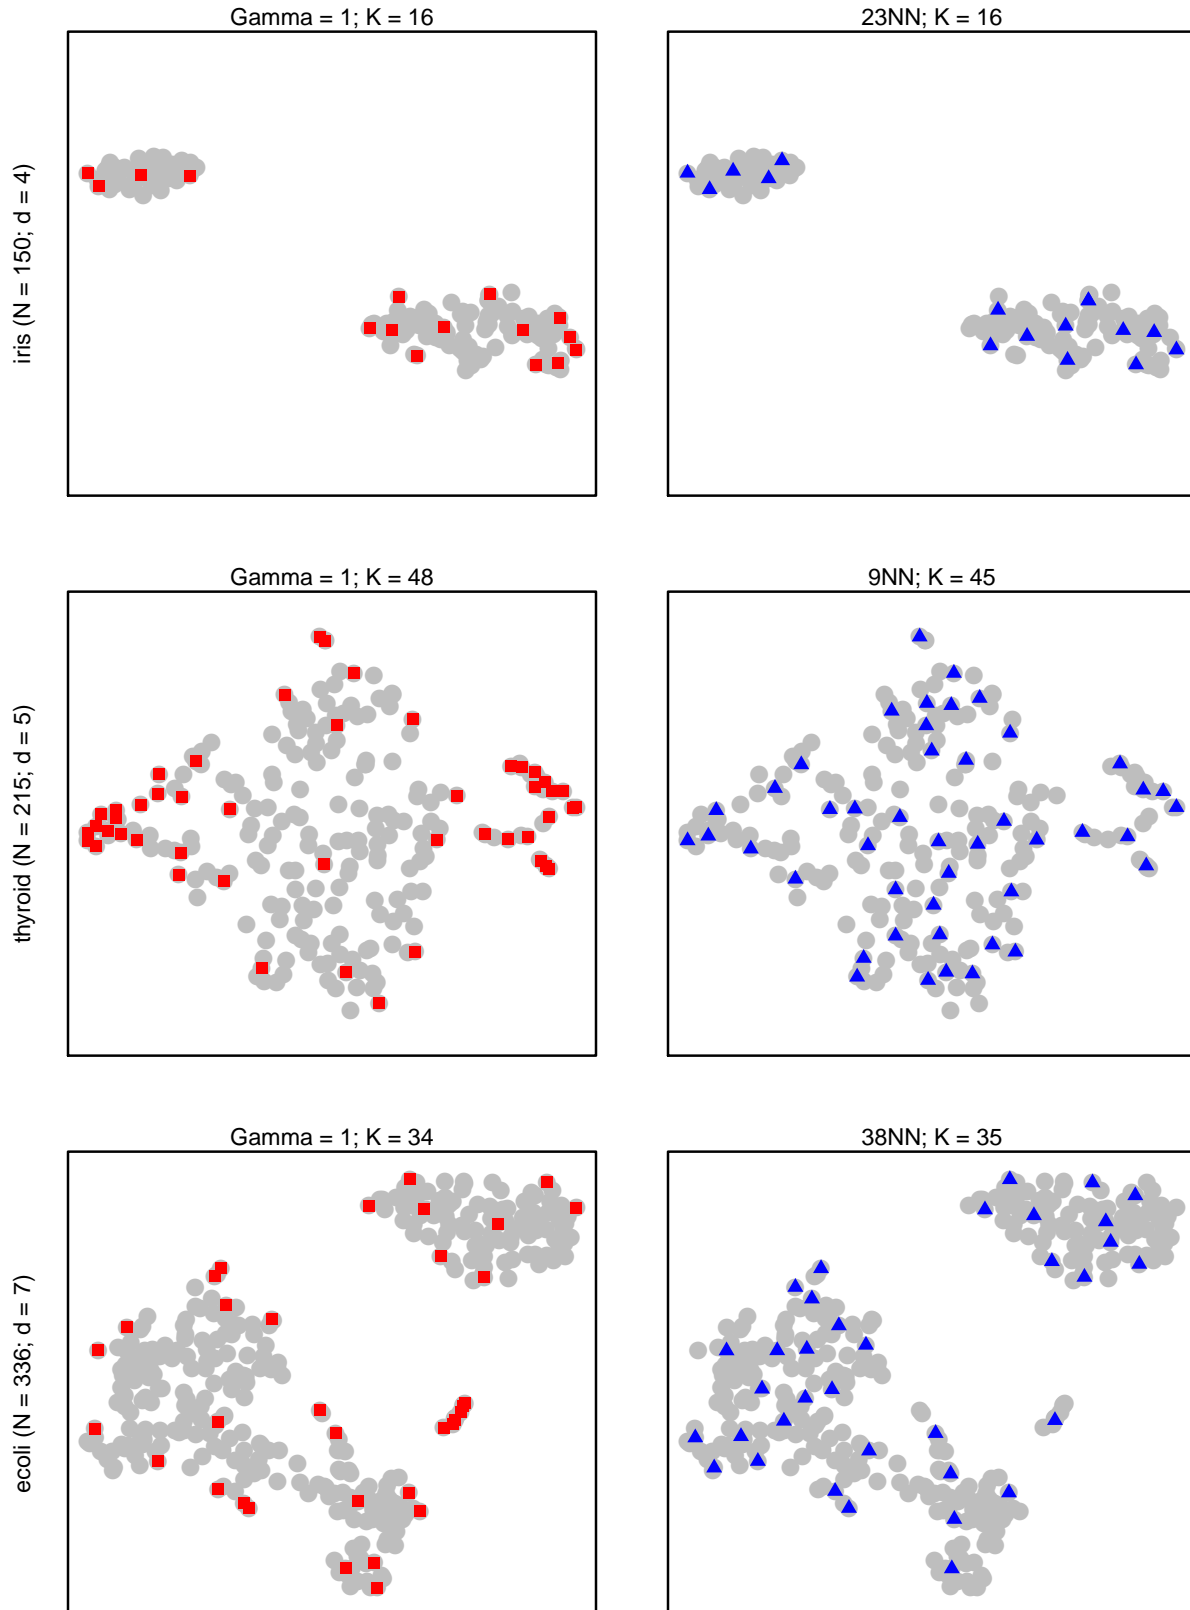 Gamma = 1; K = 16
23NN; K = 16
iris (N = 150; d = 4)
Gamma = 1; K = 48
9NN; K = 45
thyroid (N = 215; d = 5)
Gamma = 1; K = 34
38NN; K = 35
ecoli (N = 336; d = 7)